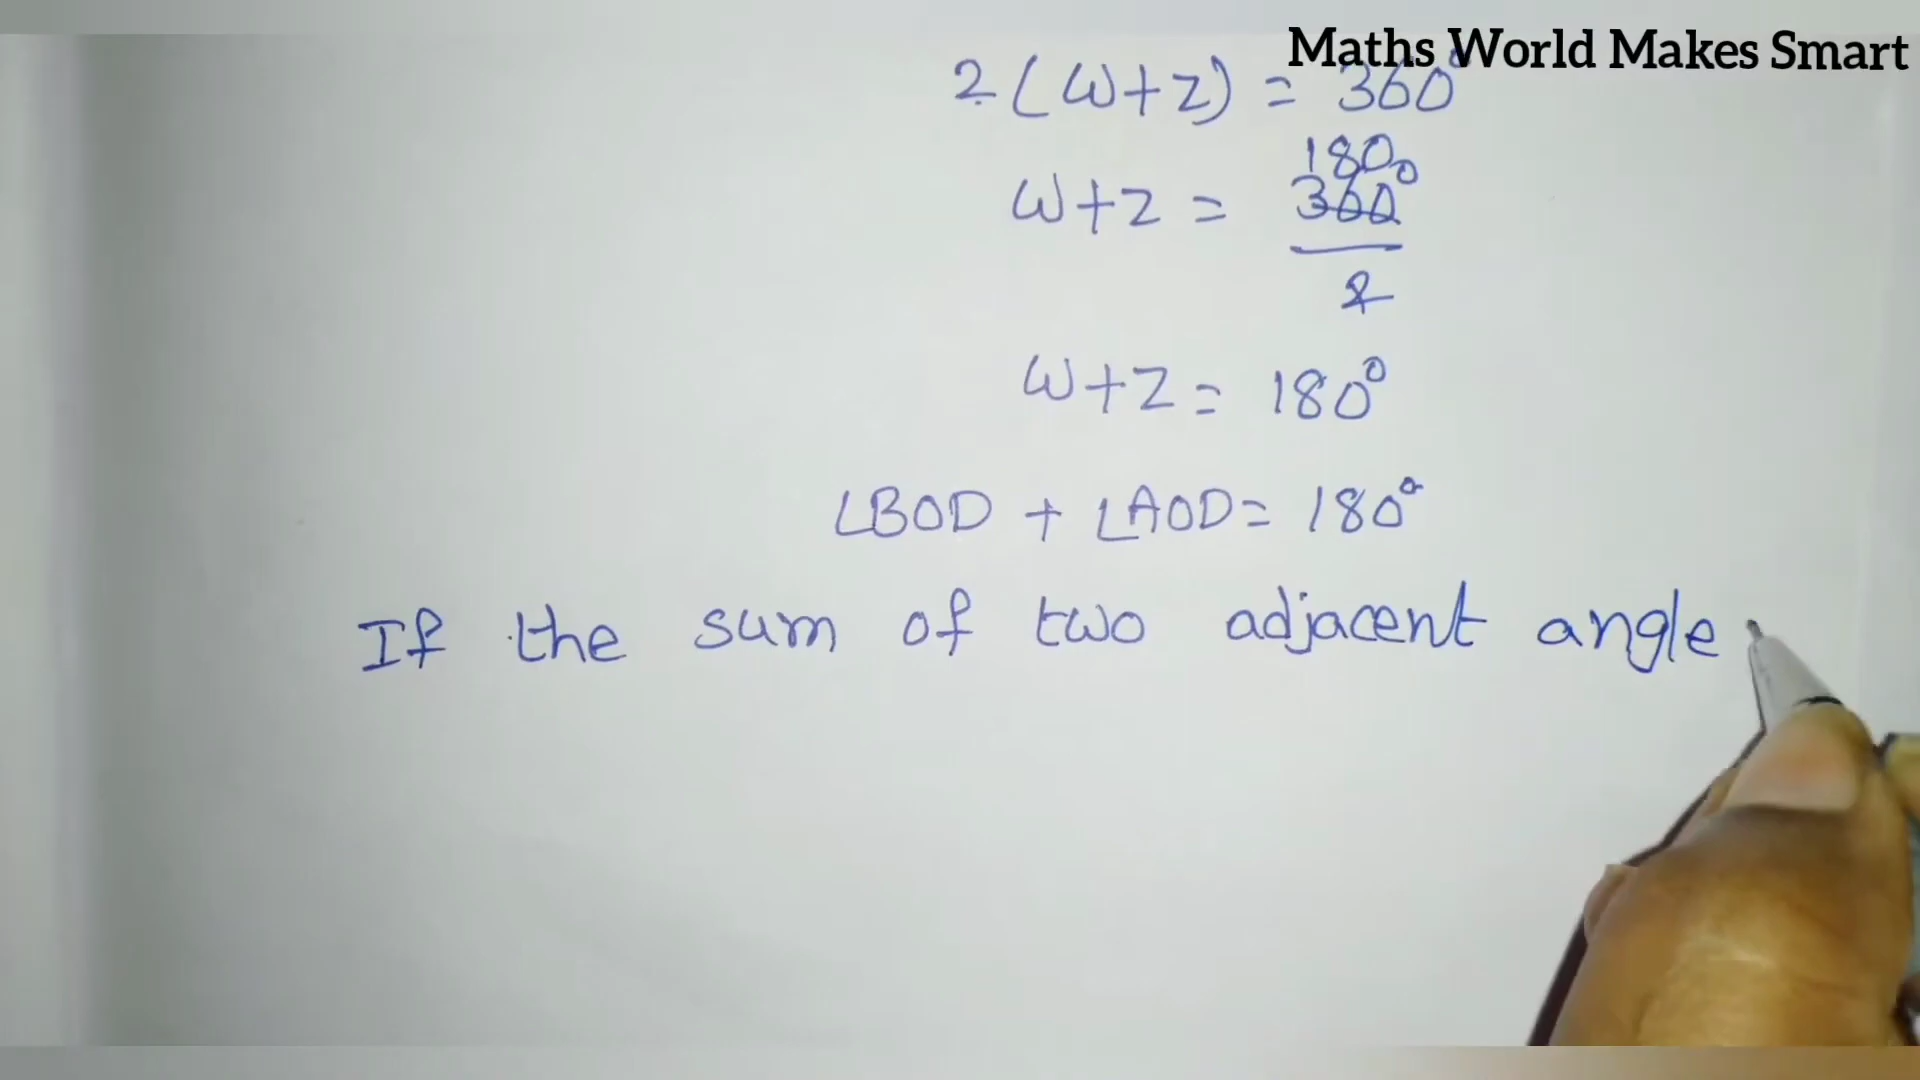 Maths World Makes Smart
2(W+Z) = 360°
180
W+Z = 360°
2
W+Z = 180°
∠BOD + ∠AOD = 180°
If the sum of two adjacent angle